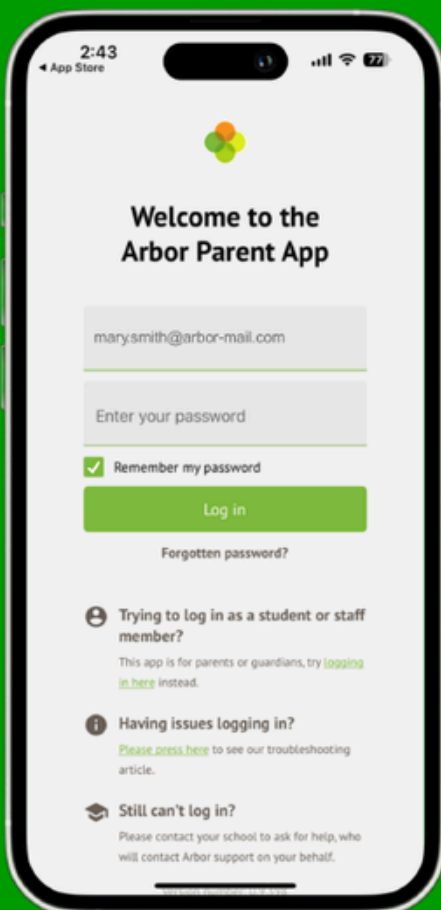 2:43
◀ App Store
77
Welcome to the
Arbor Parent App
mary.smith@arbor-mail.com
Enter your password
Remember my password
Log in
Forgotten password?
Trying to log in as a student or staff
member?
This app is for parents or guardians, try logging
in here instead.
Having issues logging in?
Please press here to see our troubleshooting
article.
Still can't log in?
Please contact your school to ask for help, who
will contact Arbor support on your behalf.
Version number: